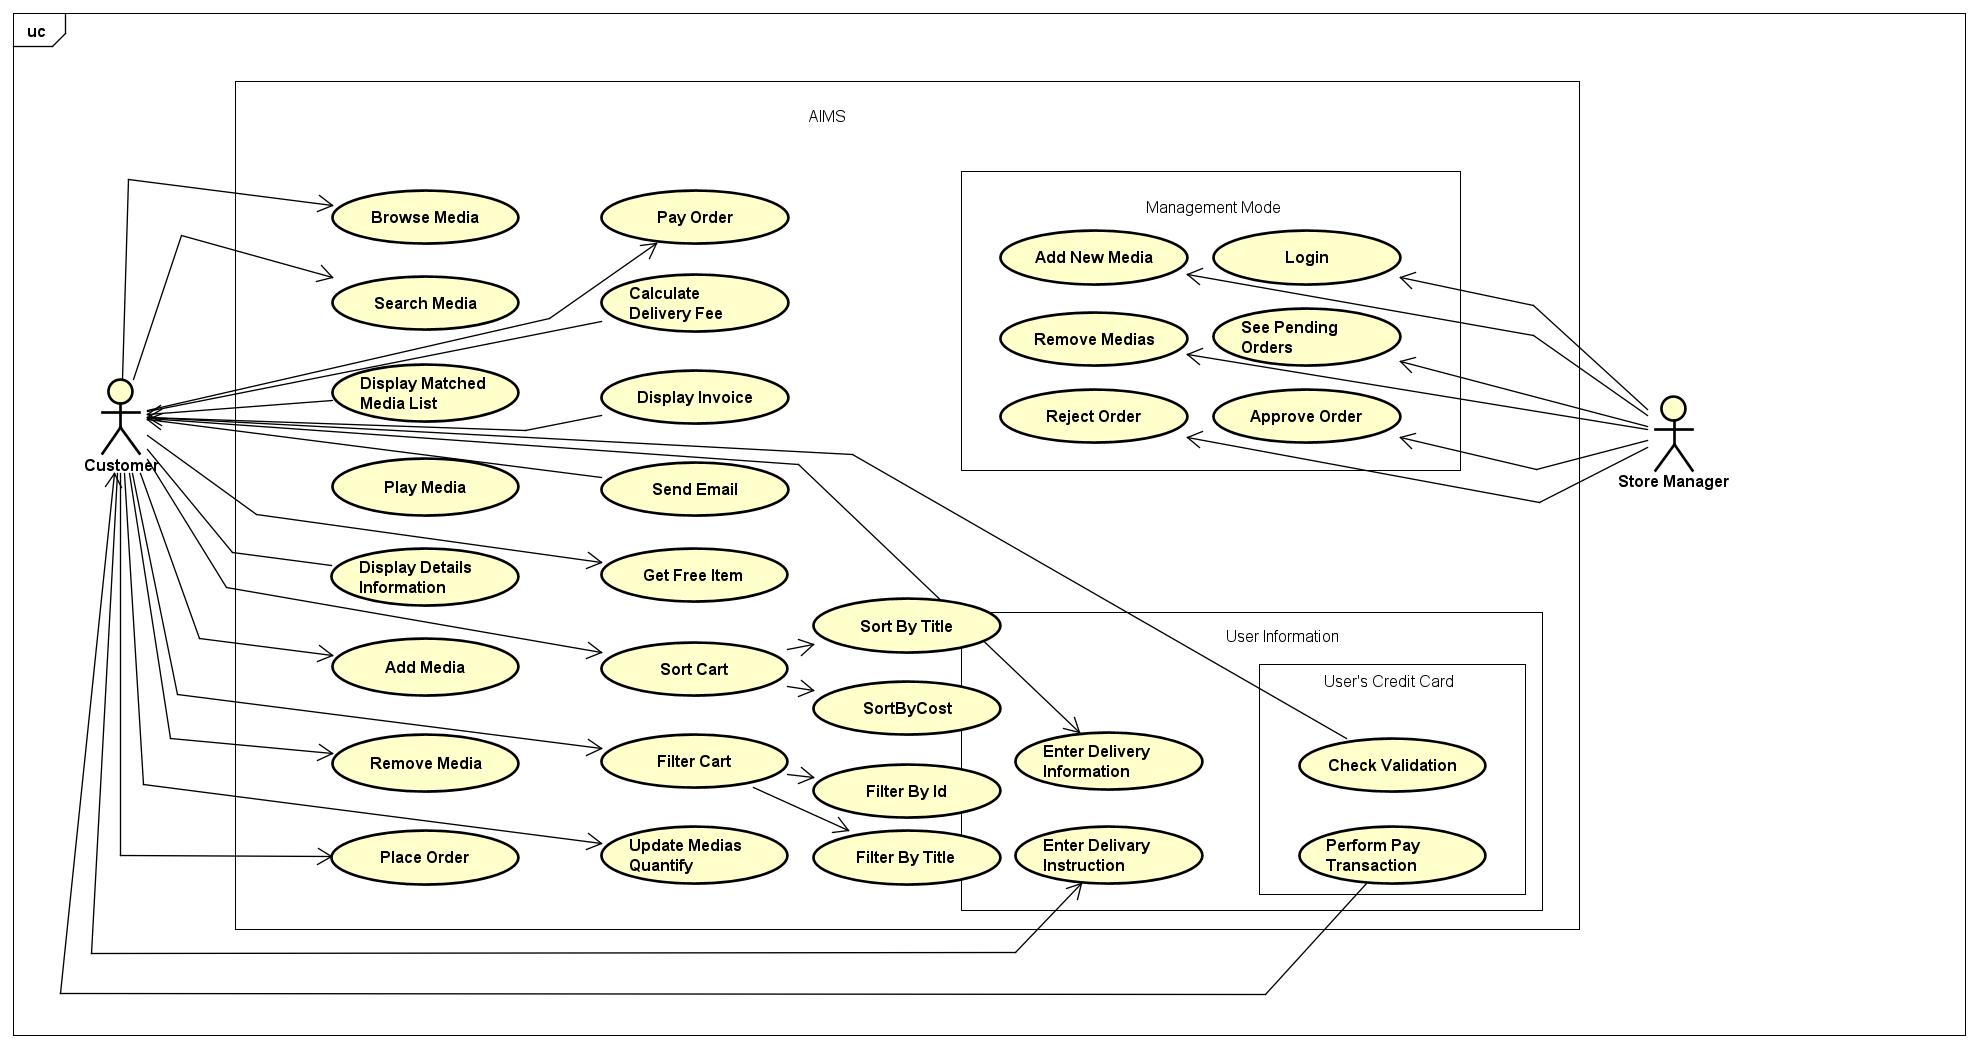 uc
AIMS
Browse Media
Pay Order
Management Mode
Add New Media
Login
Search Media
Calculate
Delivery Fee
Remove Medias
See Pending
Orders
Display Matched
Media List
Display Invoice
Reject Order
Approve Order
Customer
Store Manager
Play Media
Send Email
Display Details
Information
Get Free Item
Sort By Title
User Information
Add Media
Sort Cart
User's Credit Card
SortByCost
Remove Media
Filter Cart
Filter By Id
Enter Delivery
Information
Check Validation
Place Order
Update Medias
Quantify
Filter By Title
Enter Delivary
Instruction
Perform Pay
Transaction